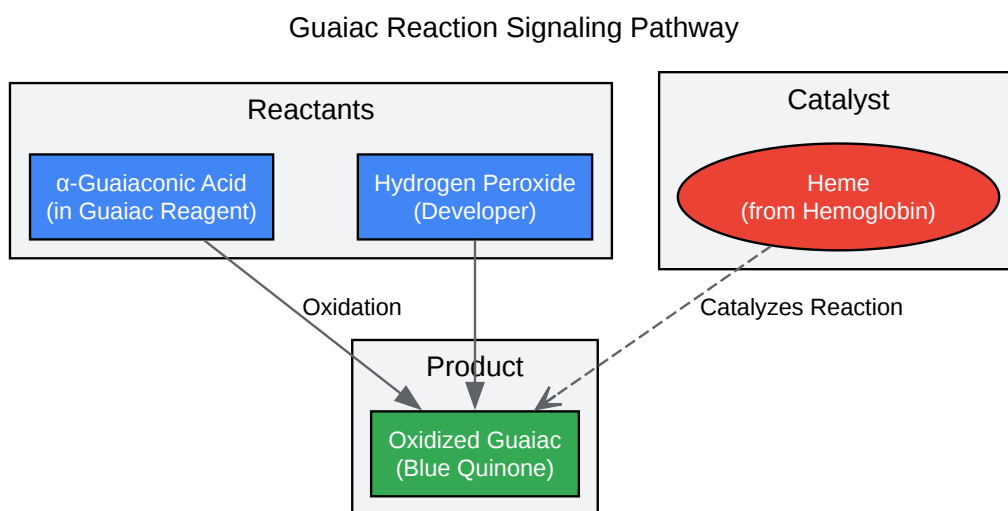 Guaiac Reaction Signaling Pathway
Reactants
Catalyst
α-Guaiaconic Acid
(in Guaiac Reagent)
Hydrogen Peroxide
(Developer)
Heme
(from Hemoglobin)
Oxidation
Catalyzes Reaction
Product
Oxidized Guaiac
(Blue Quinone)